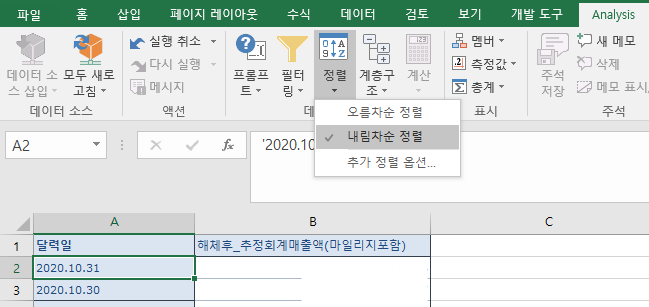 파일 홈 삽입 페이지 레이아웃 수식 데이터 검토 보기 개발 도구 Analysis
데이터 소스 삽입
모두 새로 고침
데이터 소스
실행 취소
다시 실행
메시지
액션
프롬프트
필터링
정렬
계층구조
계산
데
오름차순 정렬
내림차순 정렬
추가 정렬 옵션...
멤버
측정값
총계
표시
주석 저장
새 메모
삭제
메모 표시
주석
A2
fx
'2020.10
A B C
1 달력일 해체후_추정회계매출액(마일리지포함)
2 2020.10.31
3 2020.10.30